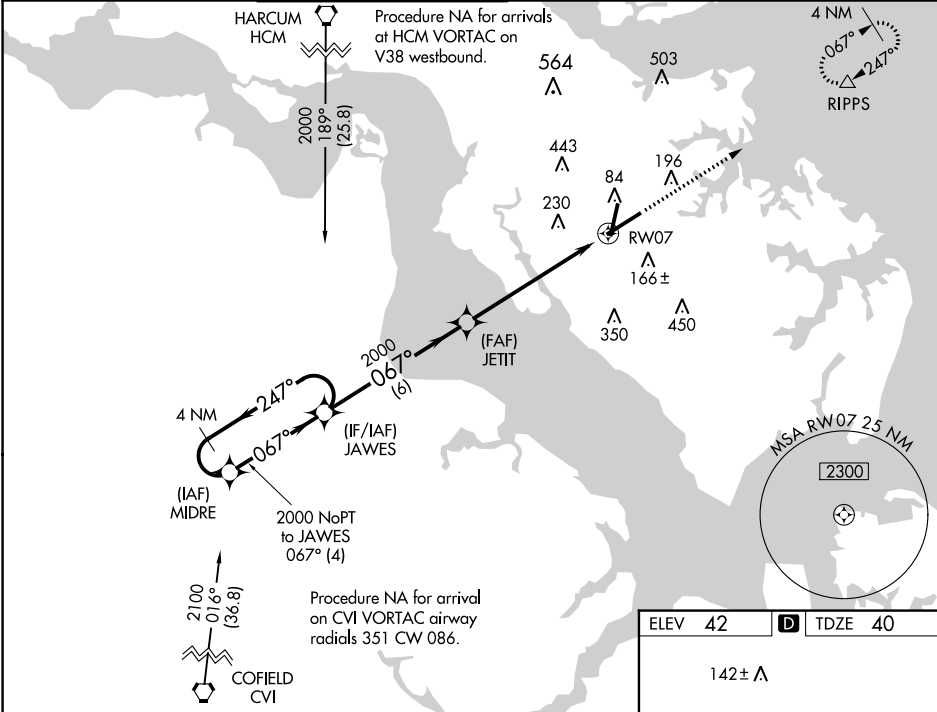 HARCUM
HCM
Procedure NA for arrivals
at HCM VORTAC on
V38 westbound.
2000
189°
(25.8)
564
503
443
84
196
230
RW07
166±
350
450
4 NM
067°
247°
RIPPS
(FAF)
JETIT
2000
067°
(6)
4 NM
247°
067°
(IF/IAF)
JAWES
(IAF)
MIDRE
2000 NoPT
to JAWES
067° (4)
2100
016°
(36.8)
Procedure NA for arrival
on CVI VORTAC airway
radials 351 CW 086.
COFIELD
CVI
MSA RW07 25 NM
2300
ELEV 42 D TDZE 40
142±